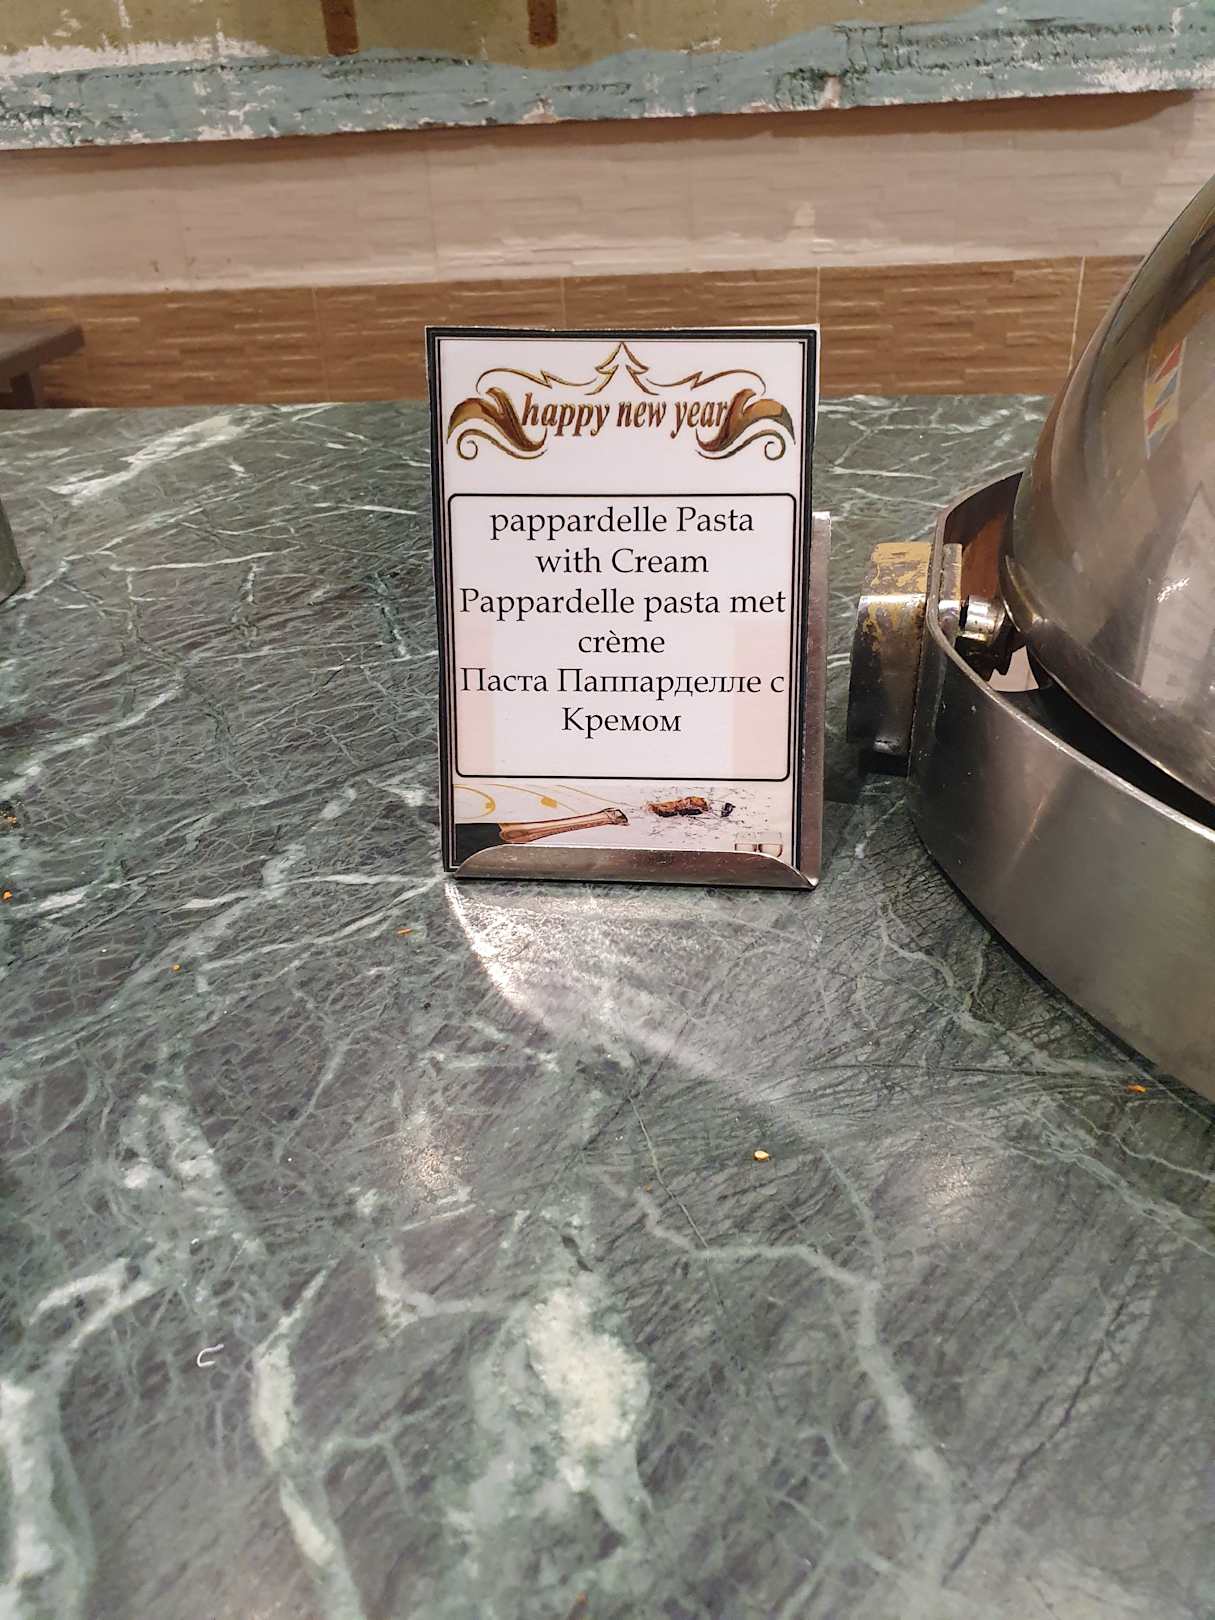 happy new year
pappardelle Pasta
with Cream
Pappardelle pasta met
crème
Паста Паппарделле с
Кремом